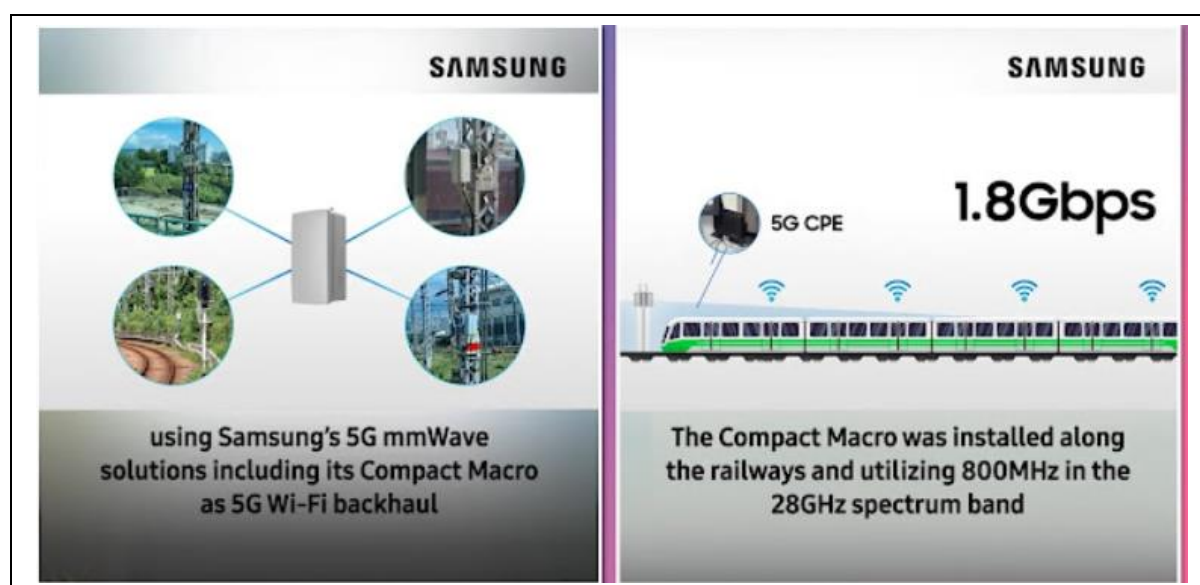 SAMSUNG
using Samsung's 5G mmWave
solutions including its Compact Macro
as 5G Wi-Fi backhaul
SAMSUNG
1.8Gbps
5G CPE
The Compact Macro was installed along
the railways and utilizing 800MHz in the
28GHz spectrum band